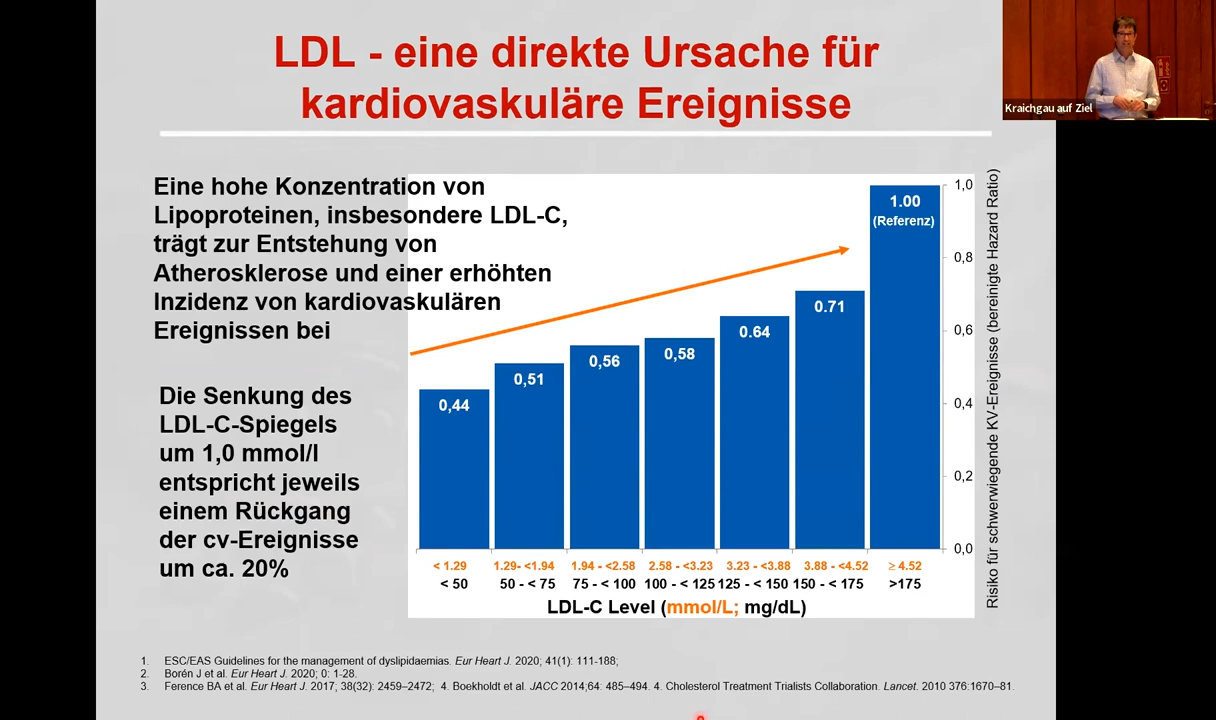 LDL - eine direkte Ursache für
kardiovaskuläre Ereignisse
Kraichgau auf Ziel
Eine hohe Konzentration von
Lipoproteinen, insbesondere LDL-C,
trägt zur Entstehung von
Atherosklerose und einer erhöhten
Inzidenz von kardiovaskulären
Ereignissen bei
Die Senkung des
LDL-C-Spiegels
um 1,0 mmol/l
entspricht jeweils
einem Rückgang
der cv-Ereignisse
um ca. 20%
0,44
0,51
0,56
0,58
0.64
0.71
1.00
(Referenz)
1,0
0,8
0,6
0,4
0,2
0,0
Risiko für schwerwiegende KV-Ereignisse (bereinigte Hazard Ratio)
< 1.29 1.29- <1.94 1.94 - <2.58 2.58 - <3.23 3.23 - <3.88 3.88 - <4.52 ≥ 4.52
< 50 50 - < 75 75 - < 100 100 - < 125 125 - < 150 150 - < 175 >175
LDL-C Level (mmol/L; mg/dL)
1. ESC/EAS Guidelines for the management of dyslipidaemias. Eur Heart J. 2020; 41(1): 111-188;
2. Borén J et al. Eur Heart J. 2020; 0: 1-28.
3. Ference BA et al. Eur Heart J. 2017; 38(32): 2459–2472; 4. Boekholdt et al. JACC 2014;64: 485–494. 4. Cholesterol Treatment Trialists Collaboration. Lancet. 2010 376:1670–81.